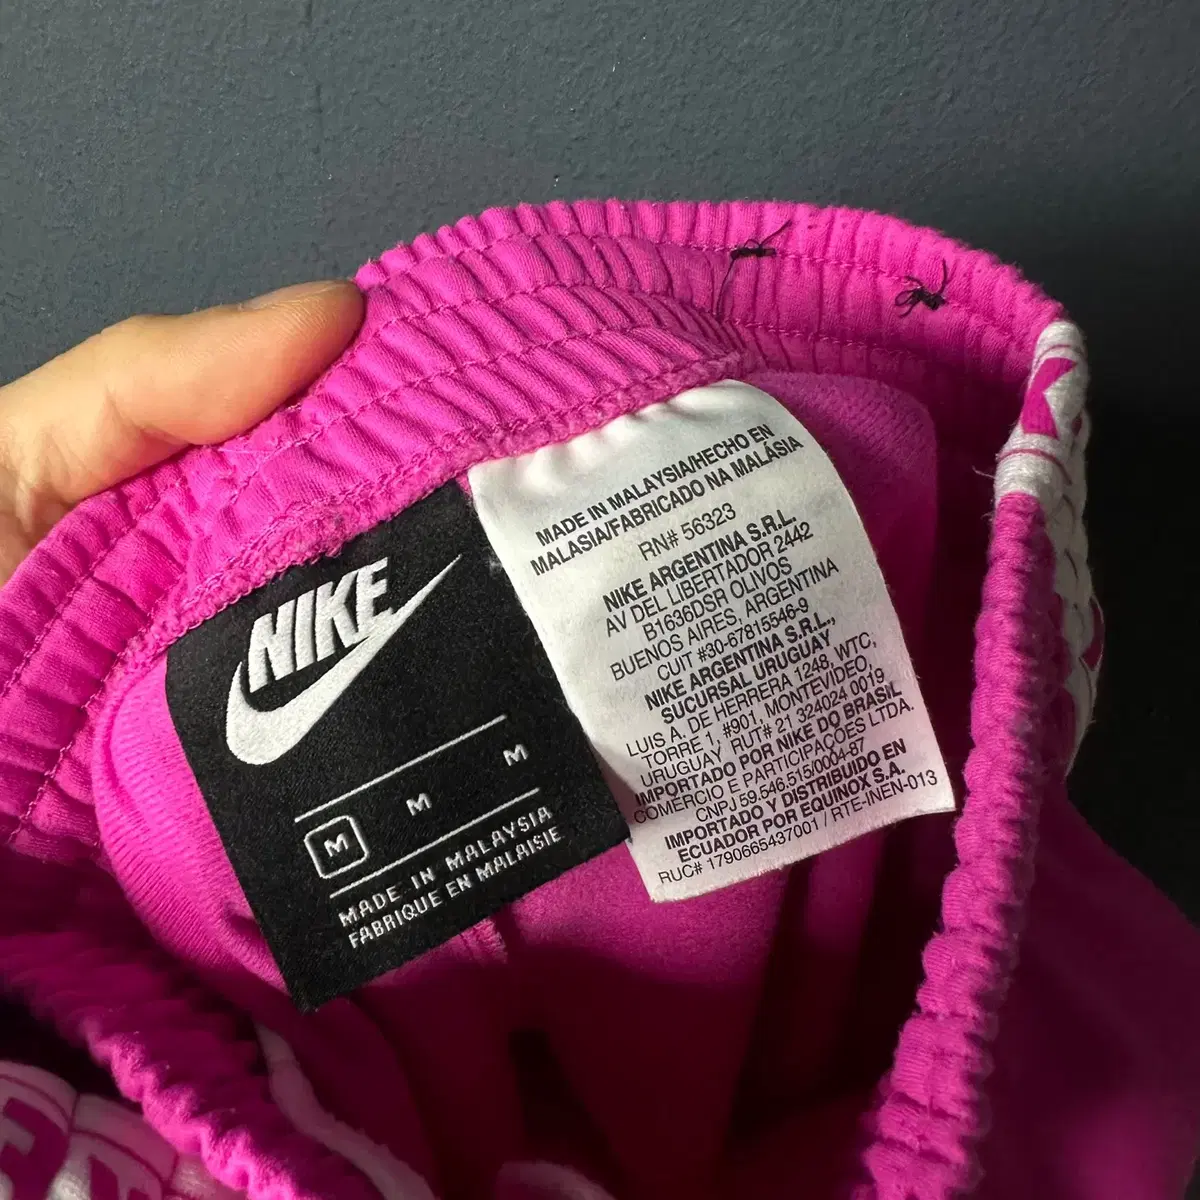 NIKE
M
M
M
MADE IN MALAYSIA
FABRIQUE EN MALAISIE
MADE IN MALAYSIA/HECHO EN
MALASIA/FABRICADO NA MALÁSIA
RN# 56323
NIKE ARGENTINA S.R.L.
AV DEL LIBERTADOR 2442
B1636DSR OLIVOS
BUENOS AIRES, ARGENTINA
CUIT #30-67815546-9
NIKE ARGENTINA S.R.L.,
SUCURSAL URUGUAY
LUIS A. DE HERRERA 1248, WTC,
TORRE 1, #901, MONTEVIDEO,
URUGUAY RUT# 21 324024 0019
IMPORTADO POR NIKE DO BRASIL
COMERCIO E PARTICIPAÇÕES LTDA.
CNPJ 59.546.515/0004-87
IMPORTADO Y DISTRIBUIDO EN
ECUADOR POR EQUINOX S.A.
RUC# 1790665437001 / RTE-INEN-013